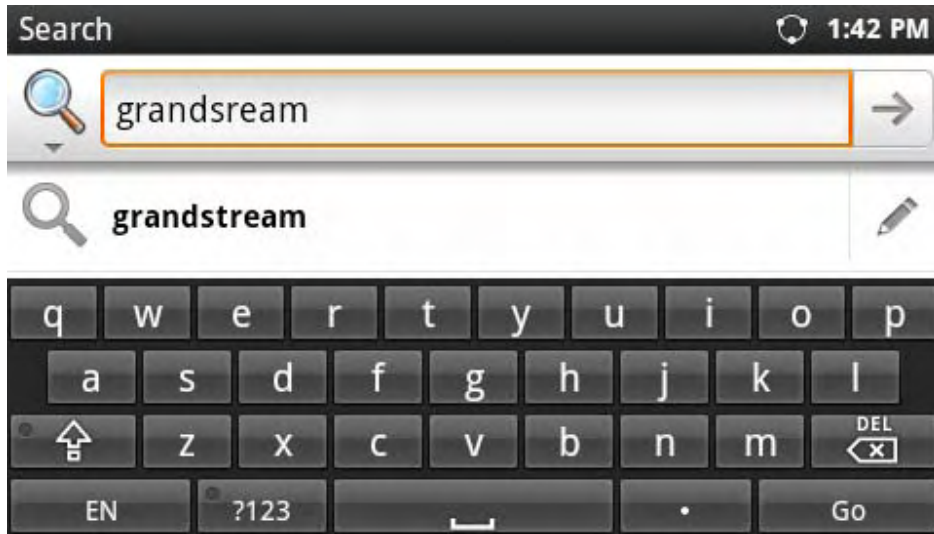 Search 1:42 PM
grandsream
grandstream
q w e r t y u i o p
a s d f g h j k l
z x c v b n m DEL
EN ?123 . Go